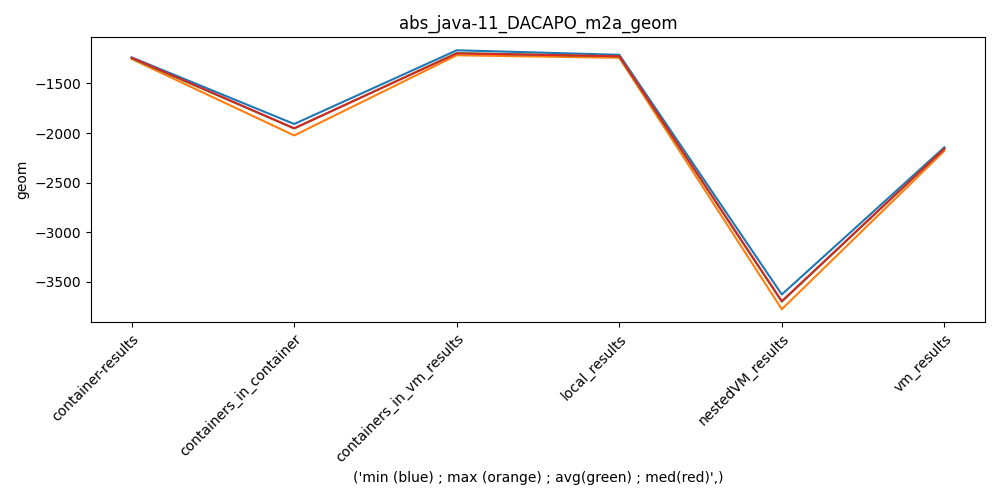 abs_java-11_DACAPO_m2a_geom
geom
−1500
−2000
−2500
−3000
−3500
container-results
containers_in_container
containers_in_vm_results
local_results
nestedVM_results
vm_results
('min (blue) ; max (orange) ; avg(green) ; med(red)',)